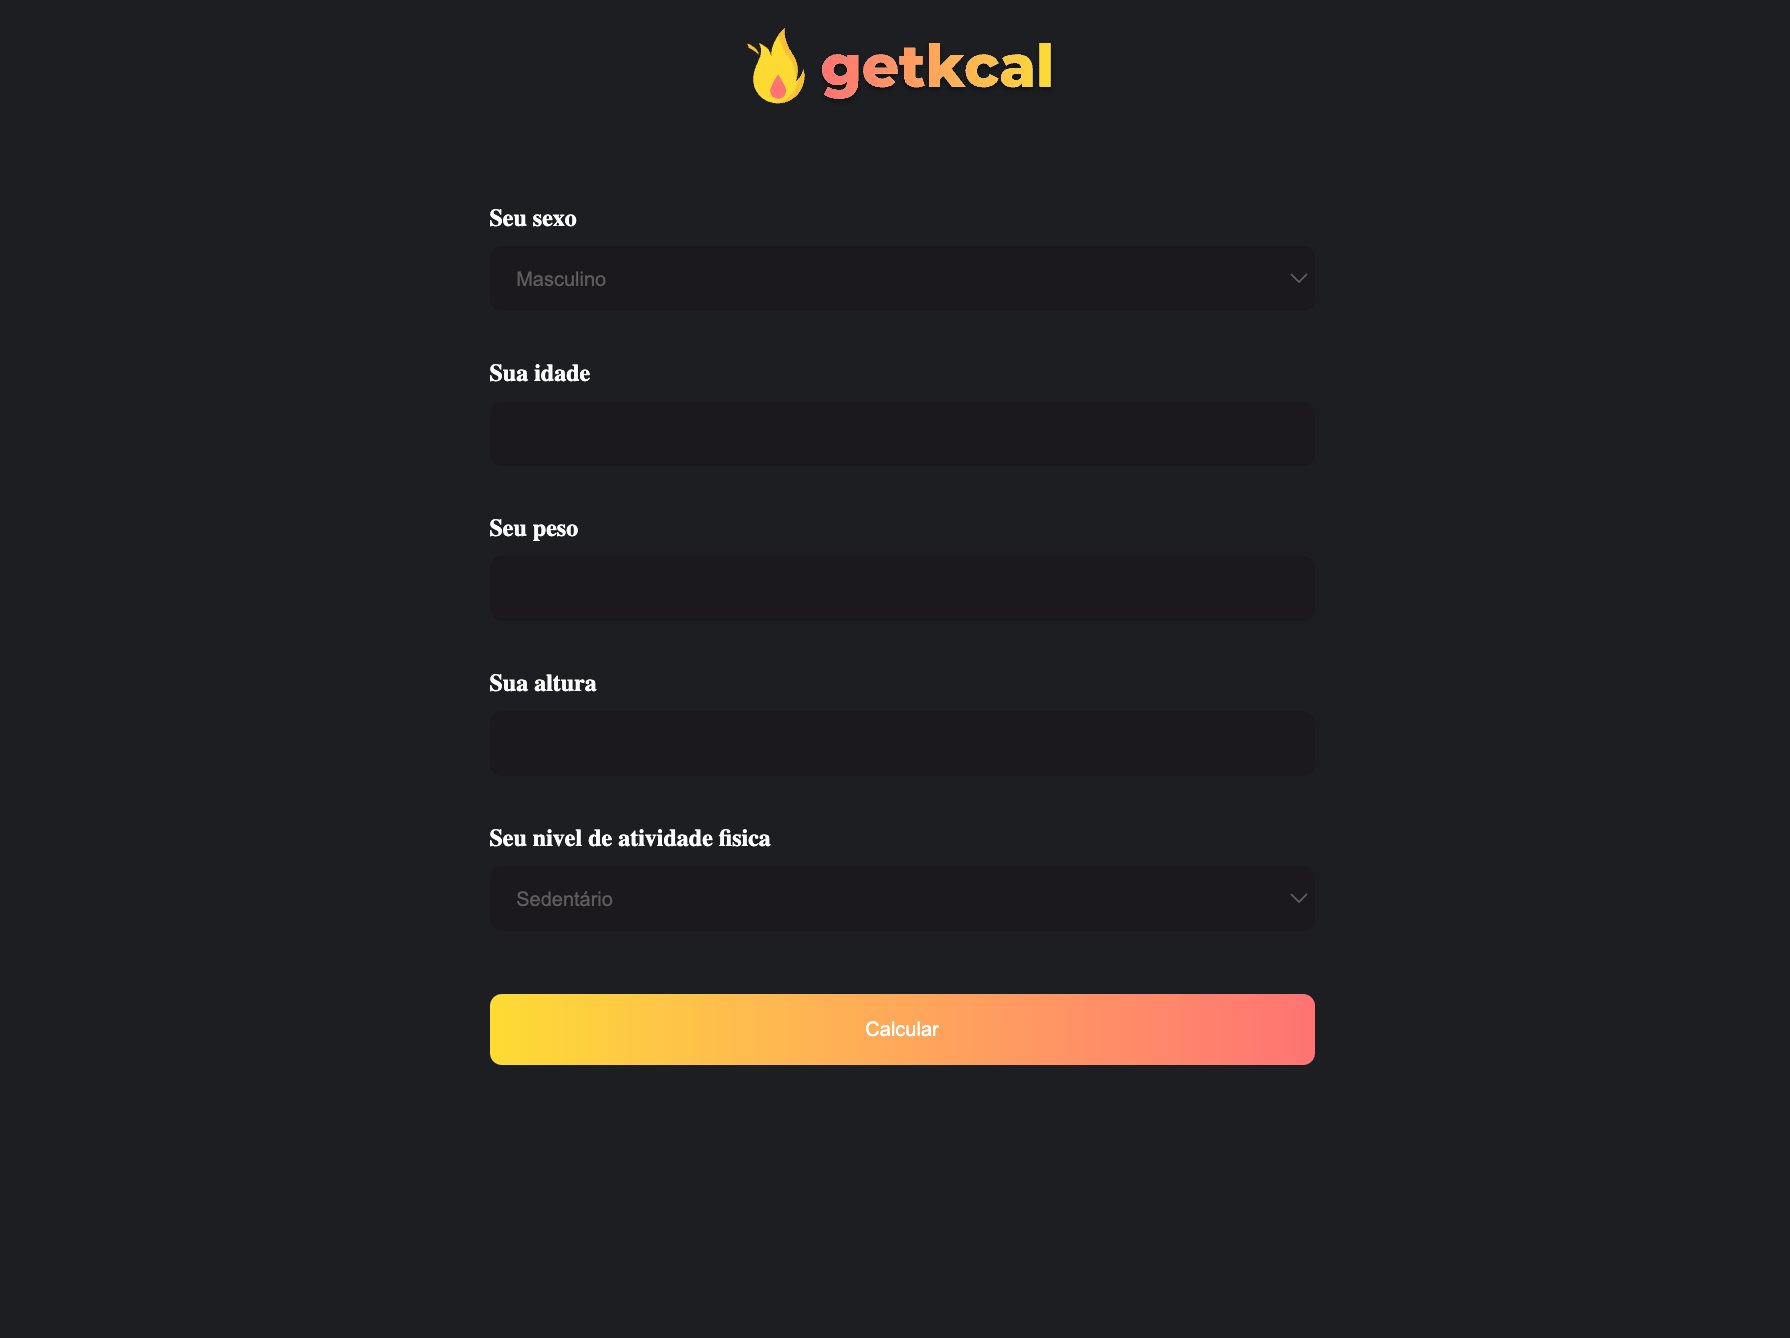 getkcal
Seu sexo
Masculino
Sua idade
Seu peso
Sua altura
Seu nivel de atividade fisica
Sedentário
Calcular